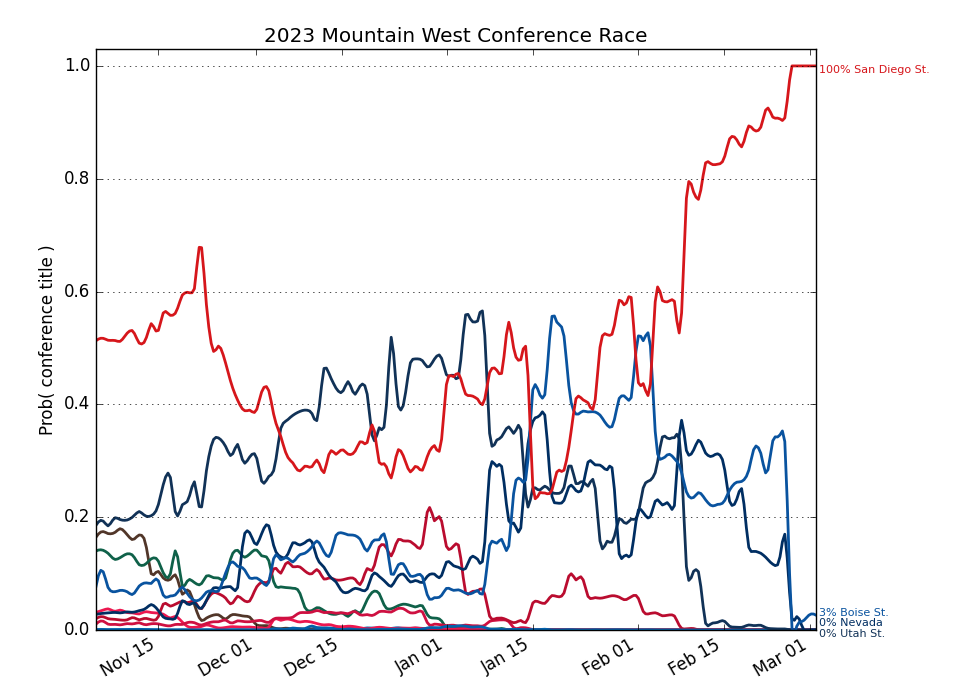 2023 Mountain West Conference Race
Prob( conference title )
1.0
0.8
0.6
0.4
0.2
0.0
100% San Diego St.
3% Boise St.
0% Nevada
0% Utah St.
Nov 15
Dec 01
Dec 15
Jan 01
Jan 15
Feb 01
Feb 15
Mar 01